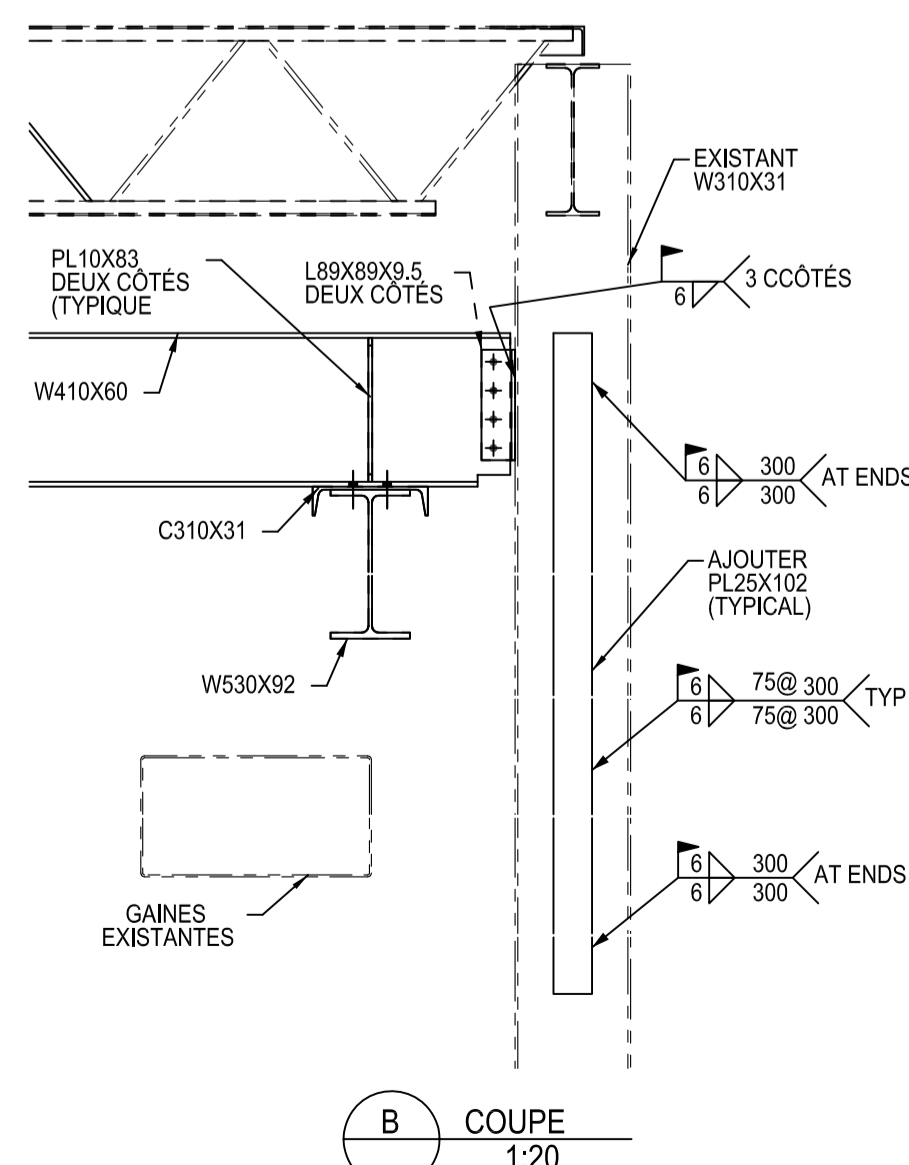 EXISTANT
W310X31
PL10X83
DEUX CÔTÉS
(TYPIQUE
L89X89X9.5
DEUX CÔTÉS
6
3 CCÔTÉS
W410X60
6 300
6 300
AT ENDS
C310X31
AJOUTER
PL25X102
(TYPICAL)
W530X92
6 75@ 300
6 75@ 300
TYP
6 300
6 300
AT ENDS
GAINES
EXISTANTES
B COUPE
1:20